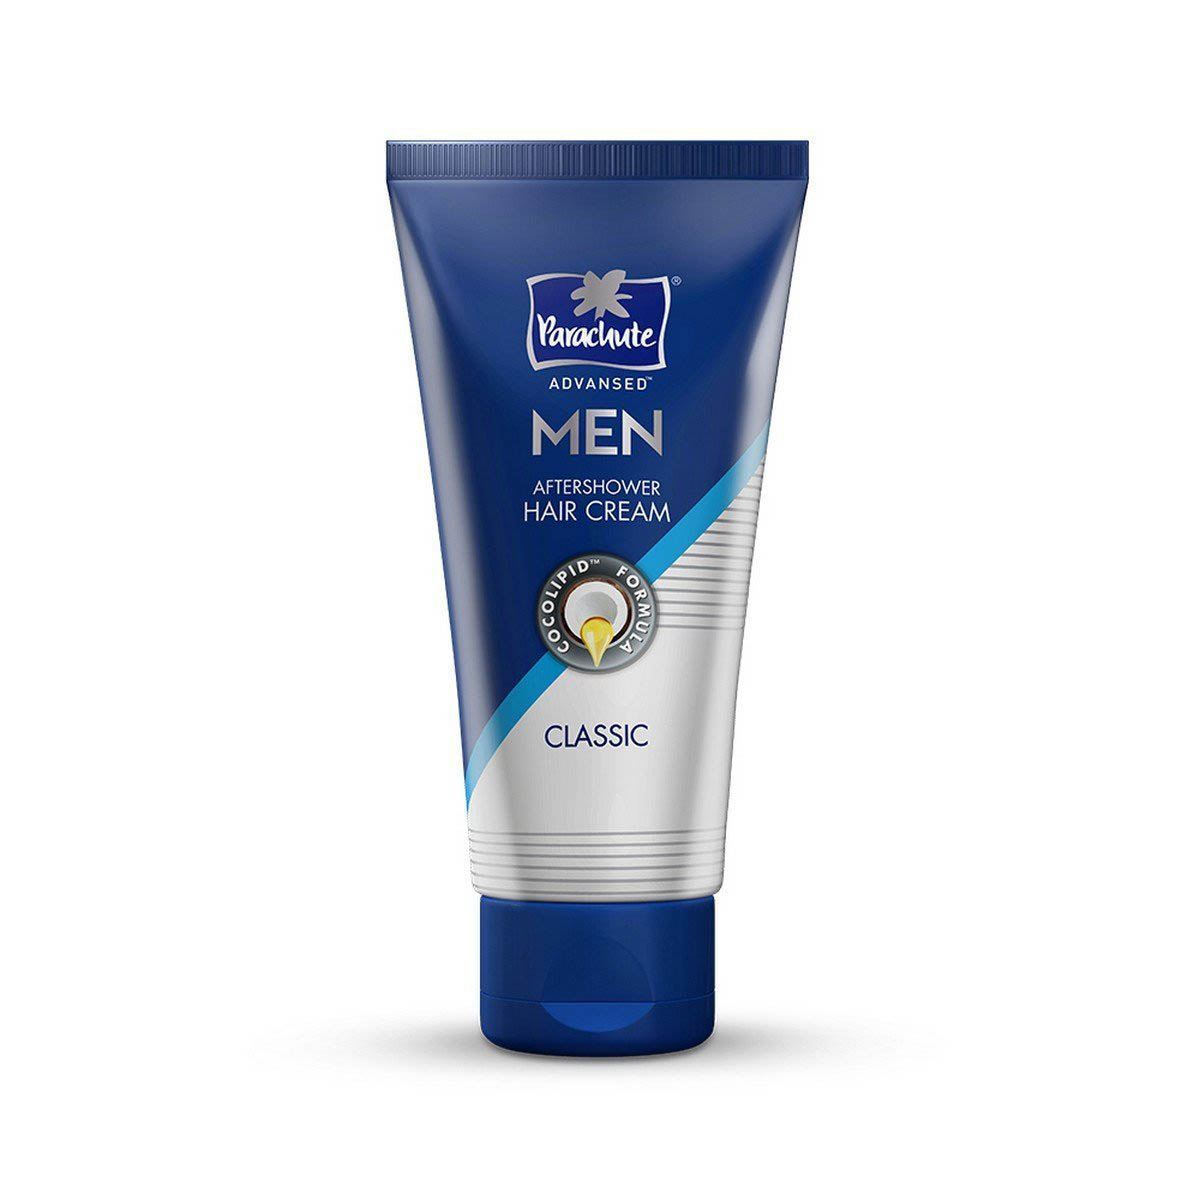 Parachute®
ADVANSED™
MEN
AFTERSHOWER
HAIR CREAM
COCOLIPID™ FORMULA
CLASSIC